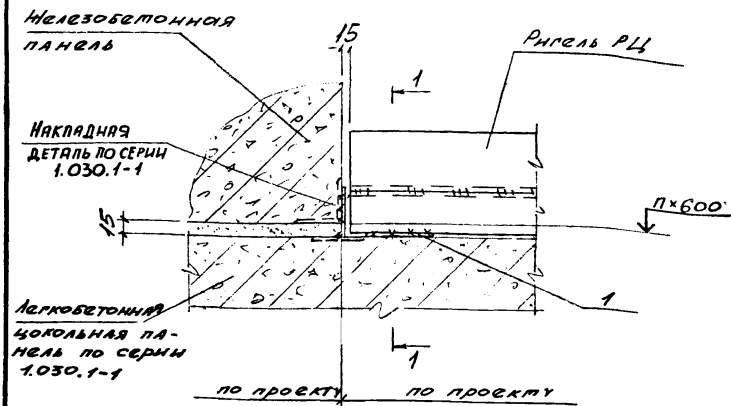 Железобетонная
панель
15
Ригель РЦ
1
Накладная
деталь по серии
1.030.1-1
п×600
15
1
Легкобетонная
цокольная па-
нель по серии
1.030.1-1
1
по проекту
по проекту